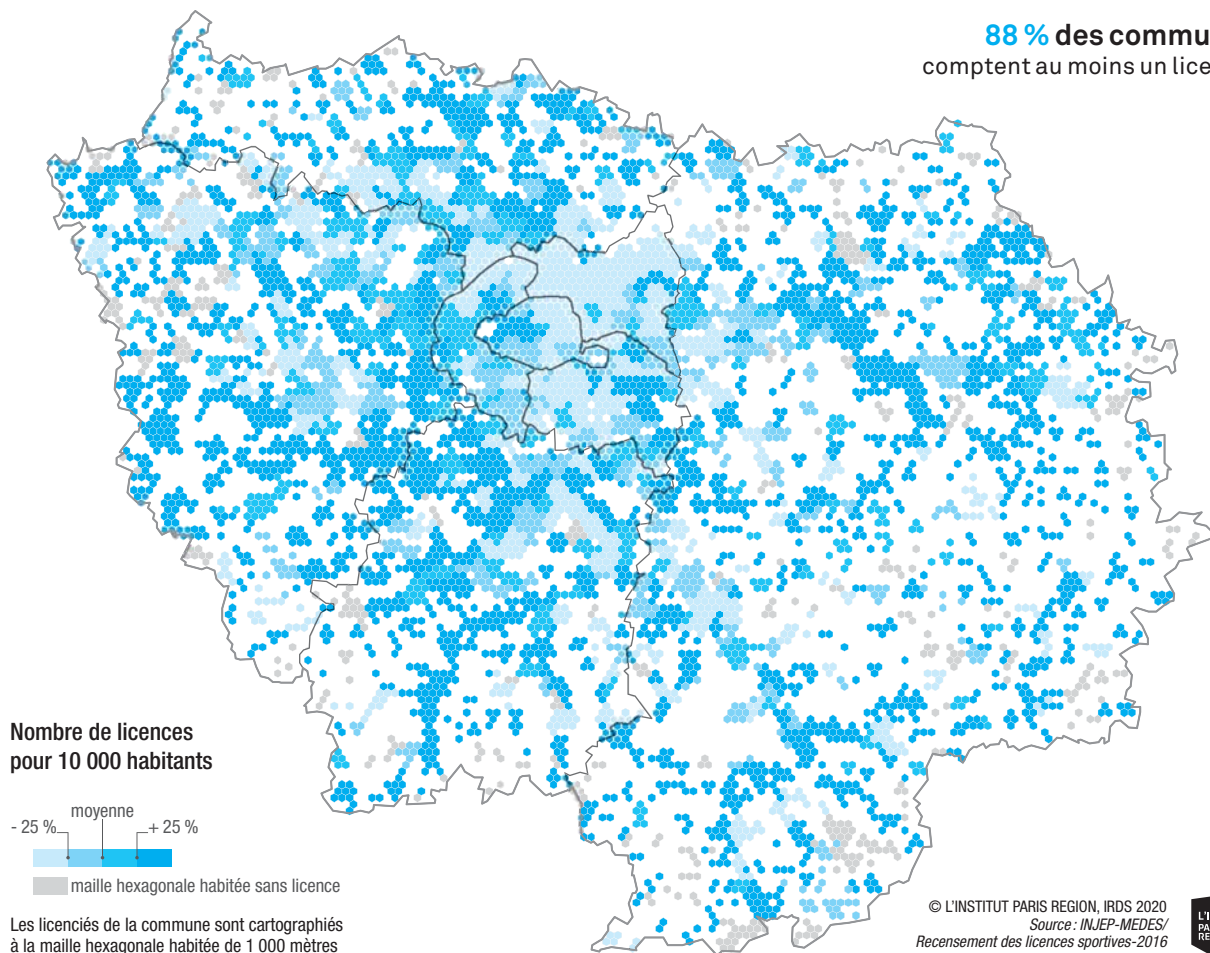 88 % des commu
comptent au moins un lice
Nombre de licences
pour 10 000 habitants
moyenne
- 25 % + 25 %
maille hexagonale habitée sans licence
Les licenciés de la commune sont cartographiés
à la maille hexagonale habitée de 1 000 mètres
© L'INSTITUT PARIS REGION, IRDS 2020
Source : INJEP-MEDES/
Recensement des licences sportives-2016
L'I
PA
RE